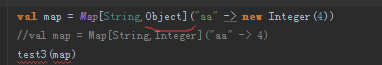 val map = Map[String,Object]("aa" -> new Integer(4))
//val map = Map[String,Integer]("aa" -> 4)
test3(map)